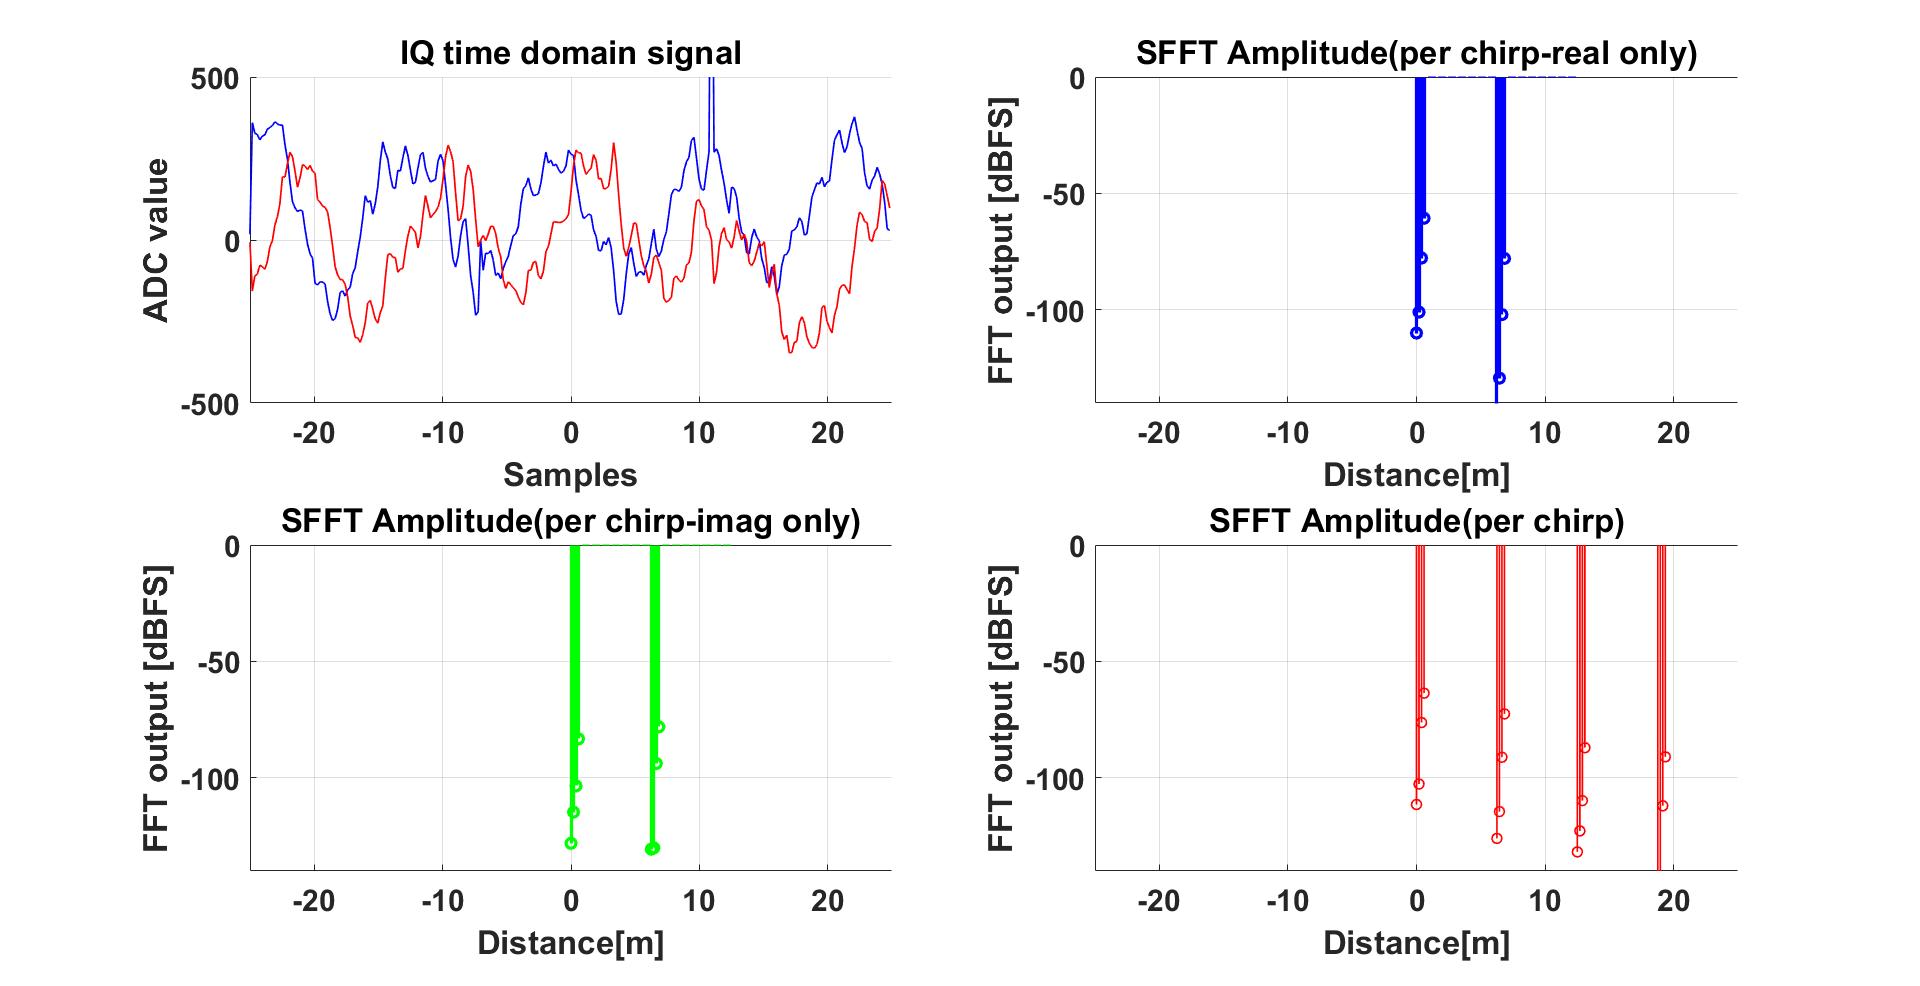 IQ time domain signal
500
0
-500
ADC value
-20 -10 0 10 20
Samples
SFFT Amplitude(per chirp-real only)
0
-50
-100
FFT output [dBFS]
-20 -10 0 10 20
Distance[m]
SFFT Amplitude(per chirp-imag only)
0
-50
-100
FFT output [dBFS]
-20 -10 0 10 20
Distance[m]
SFFT Amplitude(per chirp)
0
-50
-100
FFT output [dBFS]
-20 -10 0 10 20
Distance[m]